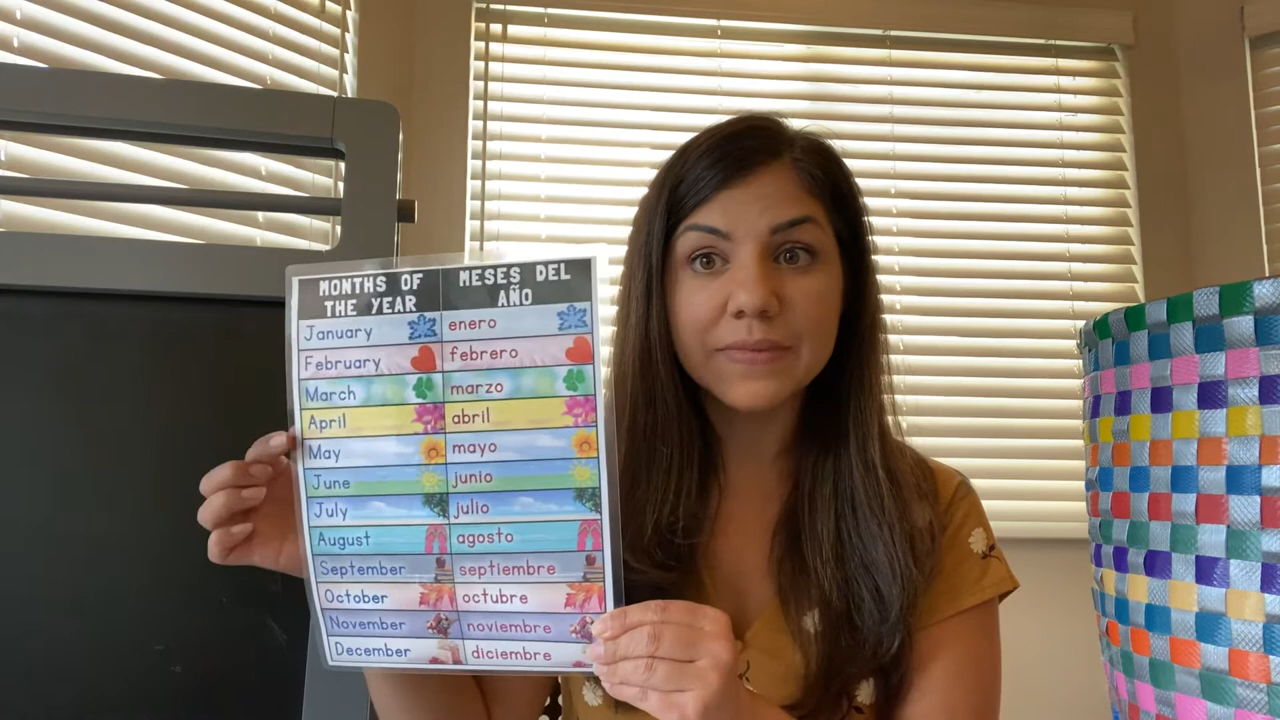 MONTHS OF THE YEAR
MESES DEL AÑO
January enero
February febrero
March marzo
April abril
May mayo
June junio
July julio
August agosto
September septiembre
October octubre
November noviembre
December diciembre